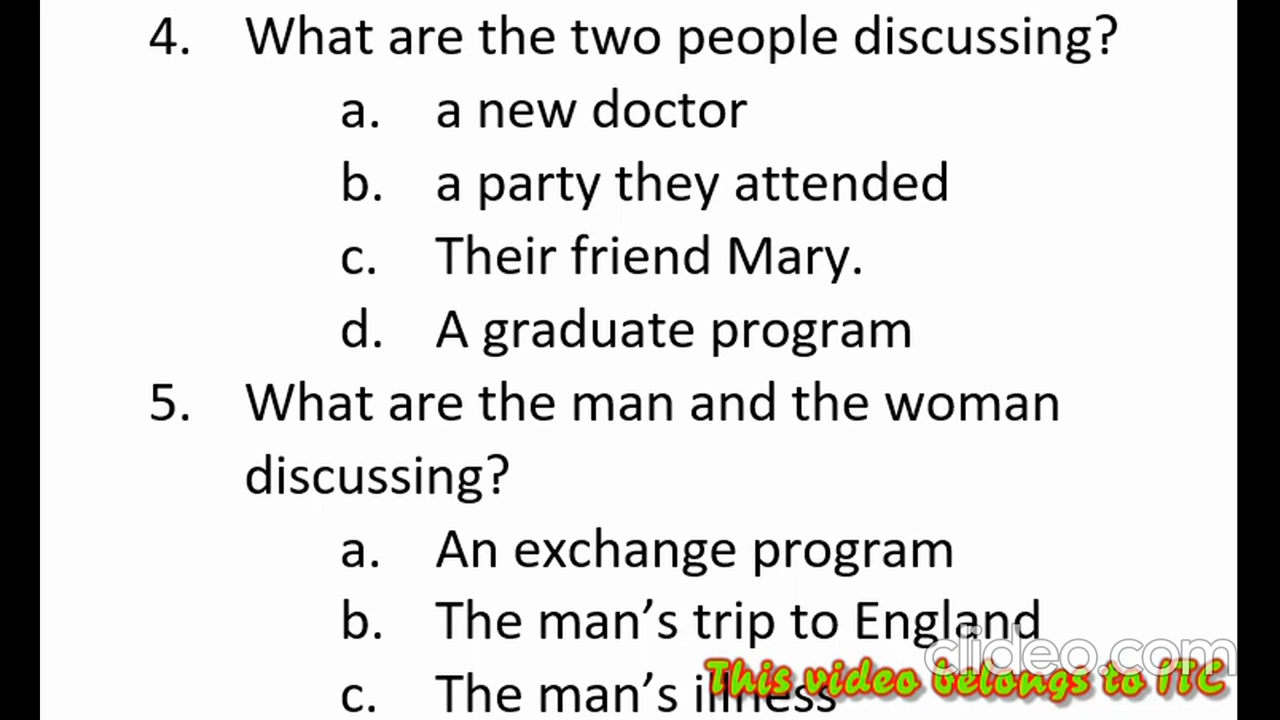 4. What are the two people discussing?
a. a new doctor
b. a party they attended
c. Their friend Mary.
d. A graduate program
5. What are the man and the woman
discussing?
a. An exchange program
b. The man’s trip to England
clideo.com
c. The man’s illness
This video belongs to ITC